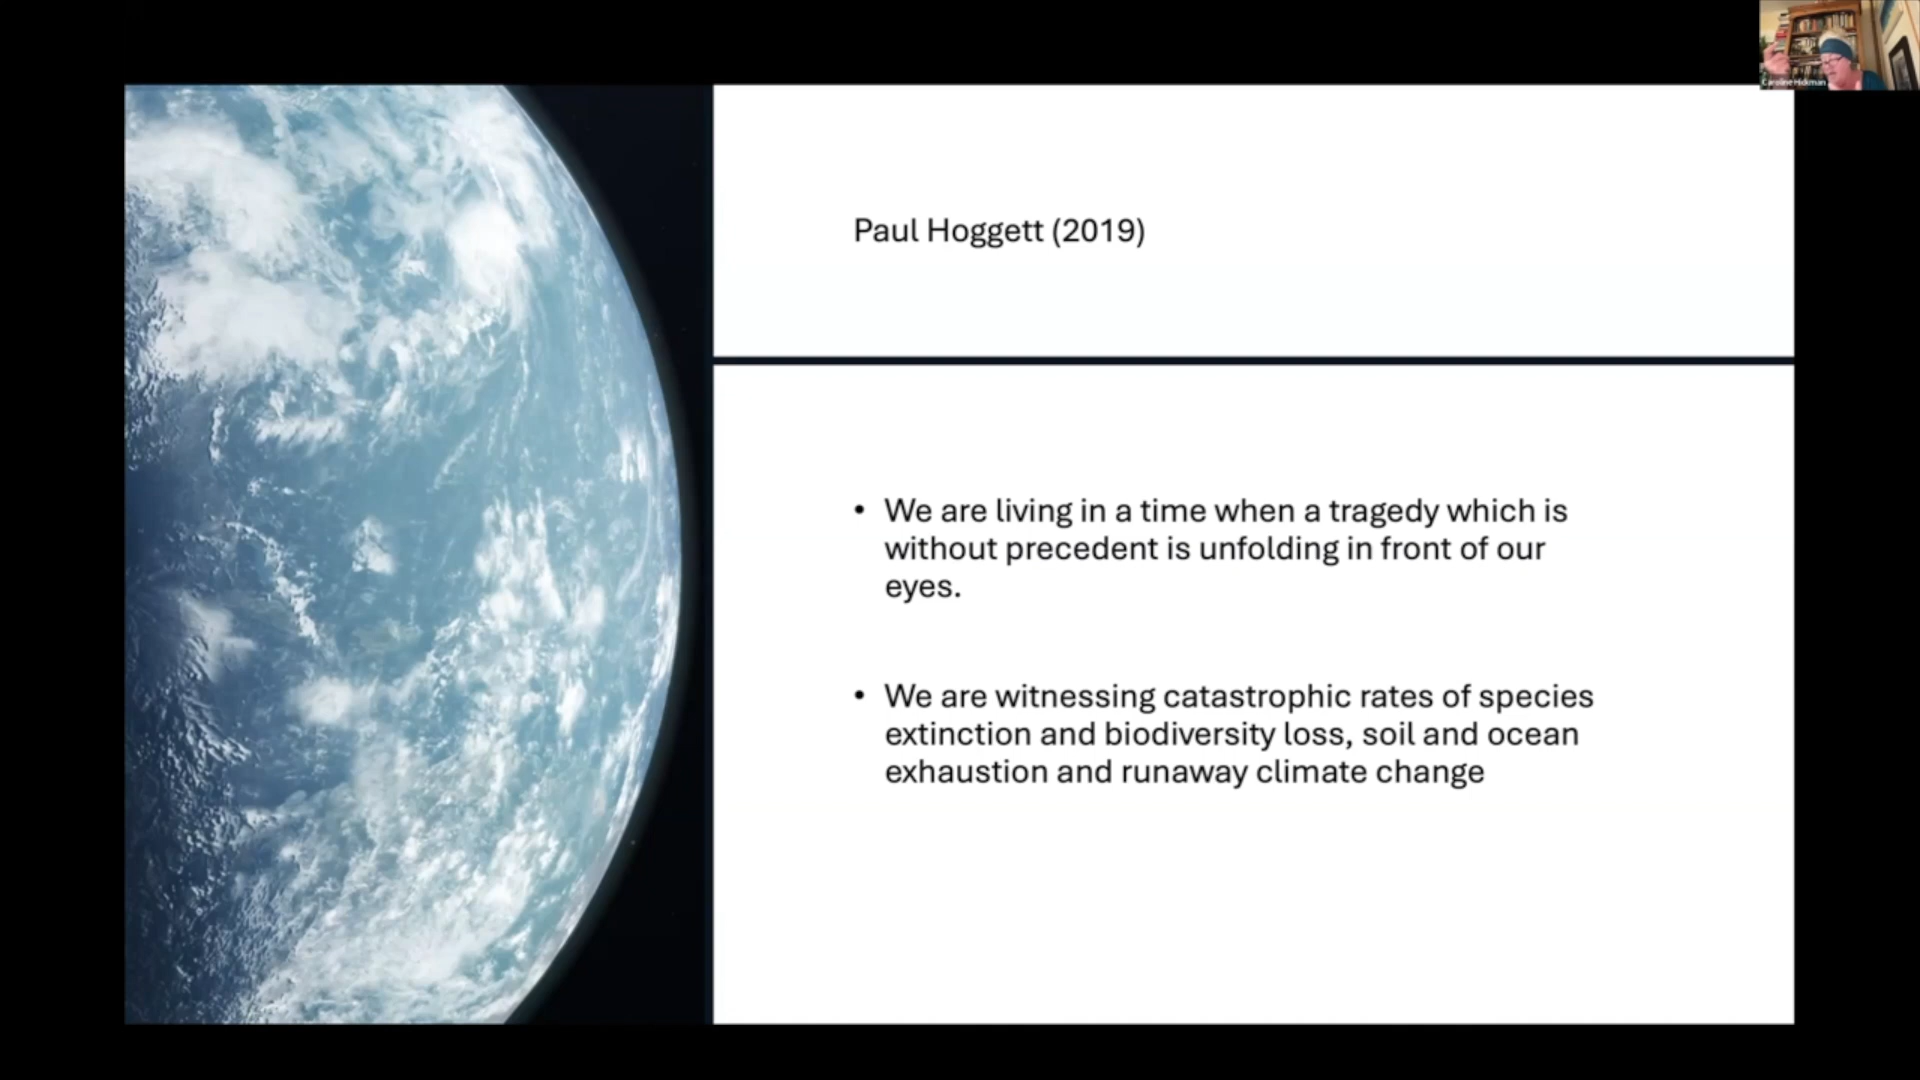 Caroline Hickman
Paul Hoggett (2019)
• We are living in a time when a tragedy which is
without precedent is unfolding in front of our
eyes.
• We are witnessing catastrophic rates of species
extinction and biodiversity loss, soil and ocean
exhaustion and runaway climate change